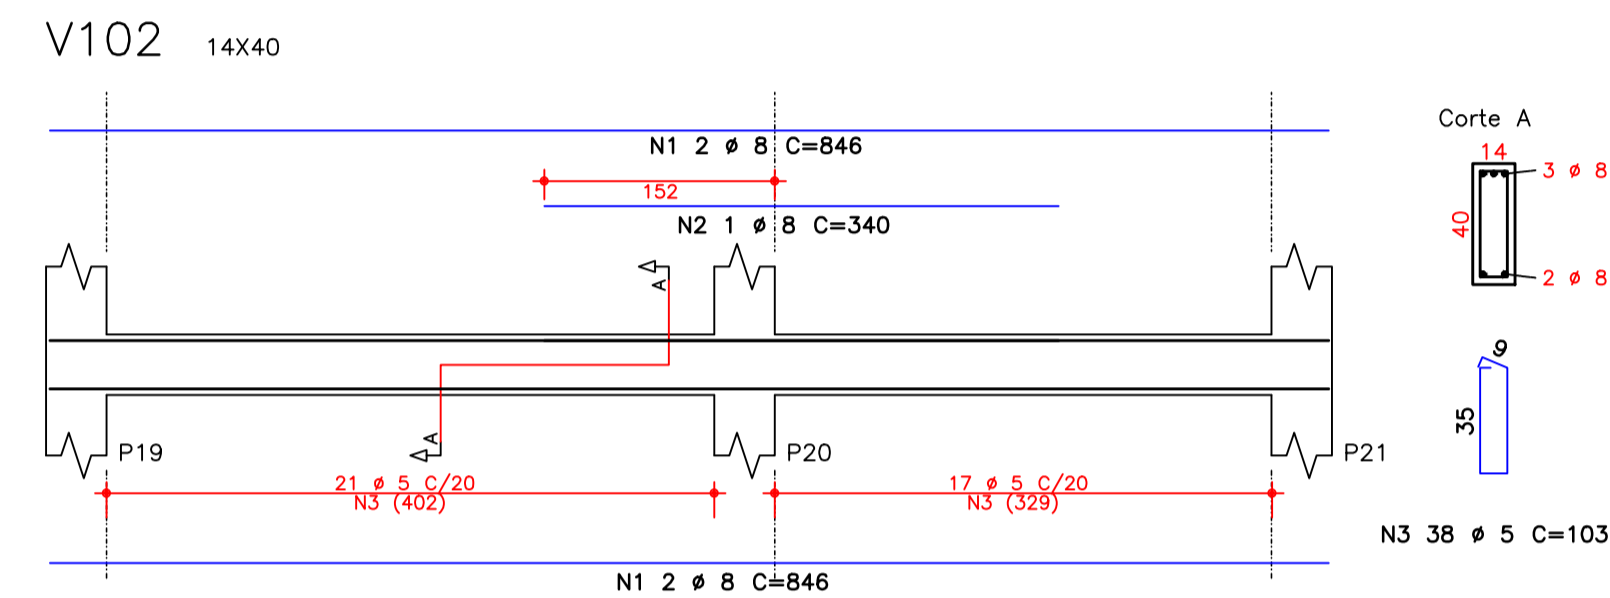 V102 14X40
N1 2 ø 8 C=846
152
N2 1 ø 8 C=340
A
A
P19
P20
P21
21 ø 5 C/20
N3 (402)
17 ø 5 C/20
N3 (329)
N1 2 ø 8 C=846
Corte A
14
3 ø 8
40
2 ø 8
9
35
N3 38 ø 5 C=103